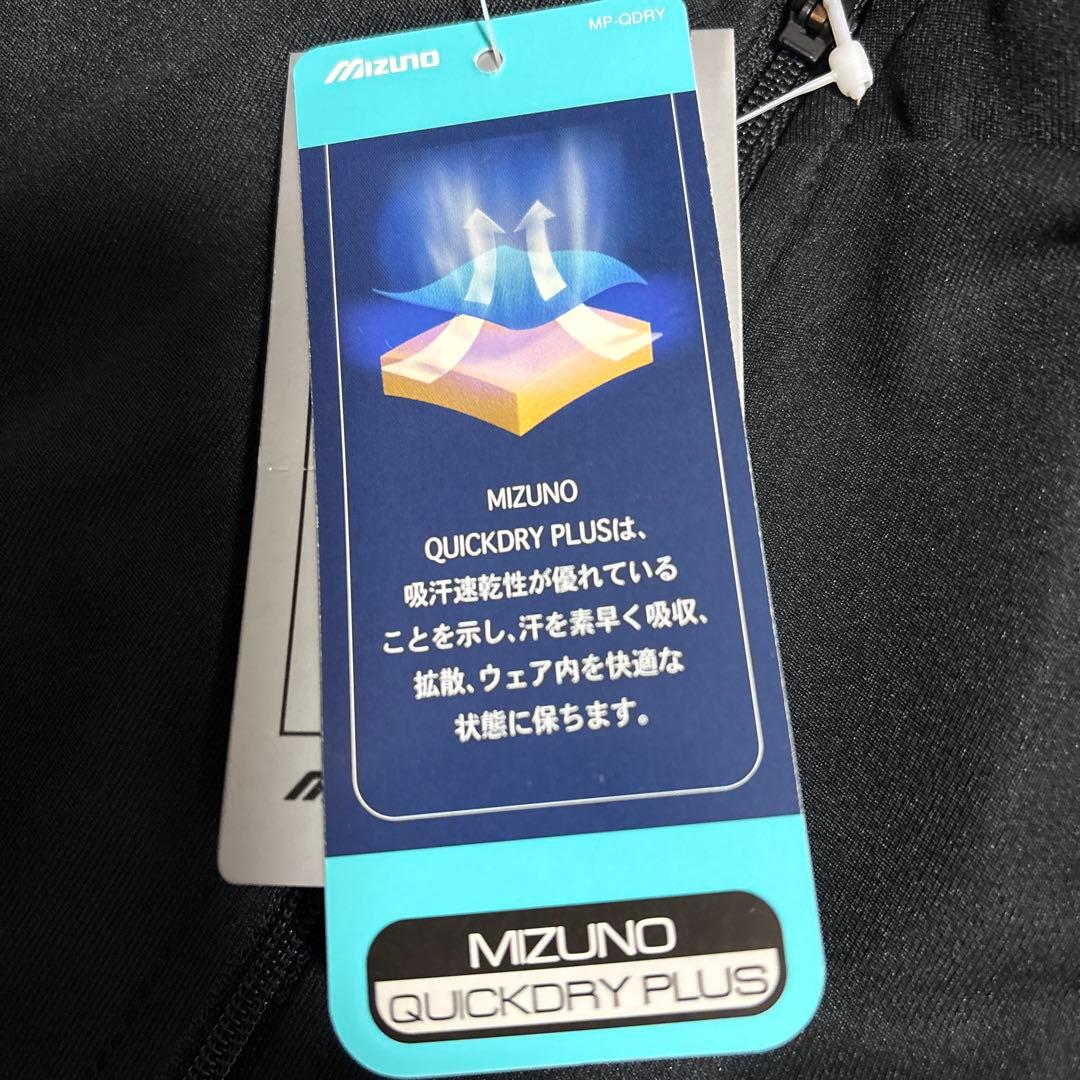 MIZUNO
MP-QDRY
MIZUNO
QUICKDRY PLUSは、
吸汗速乾性が優れている
ことを示し、汗を素早く吸収、
拡散、ウェア内を快適な
状態に保ちます。
MIZUNO
QUICKDRY PLUS